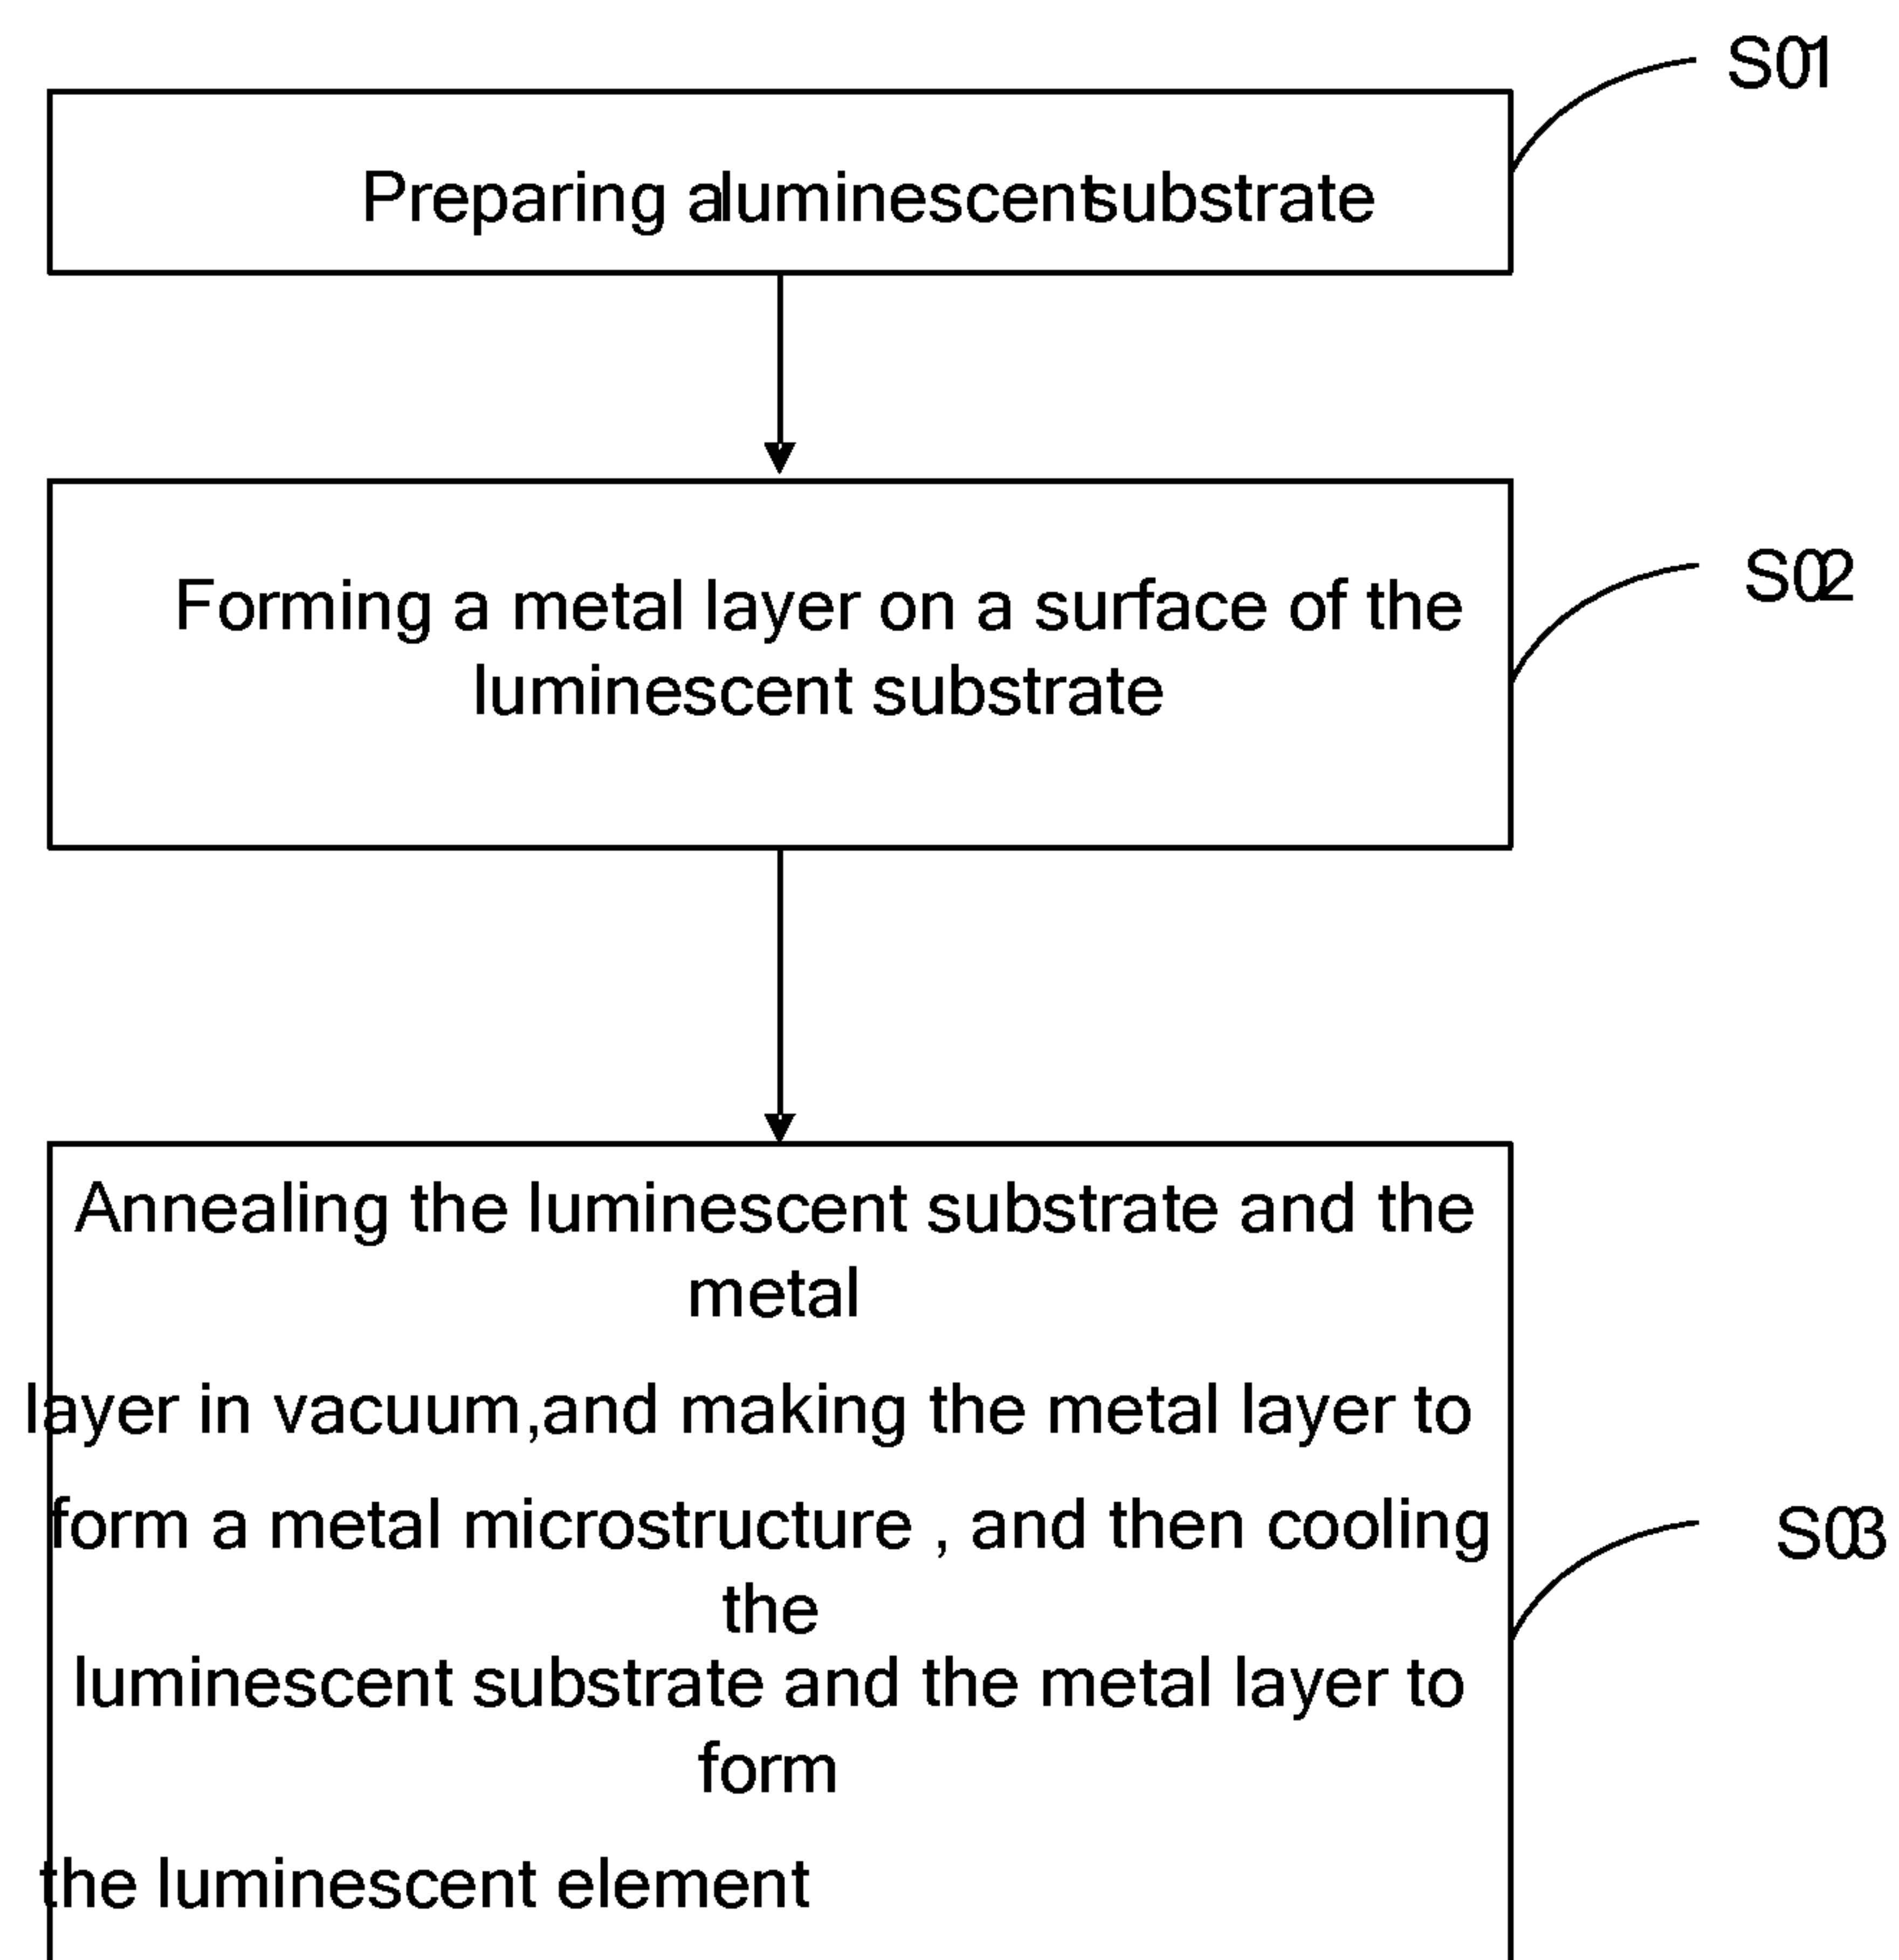 S01
Preparing aluminescentsubstrate
Forming a metal layer on a surface of the
luminescent substrate
S02
Annealing the luminescent substrate and the
metal
layer in vacuum,and making the metal layer to
form a metal microstructure , and then cooling
the
luminescent substrate and the metal layer to
form
the luminescent element
S03